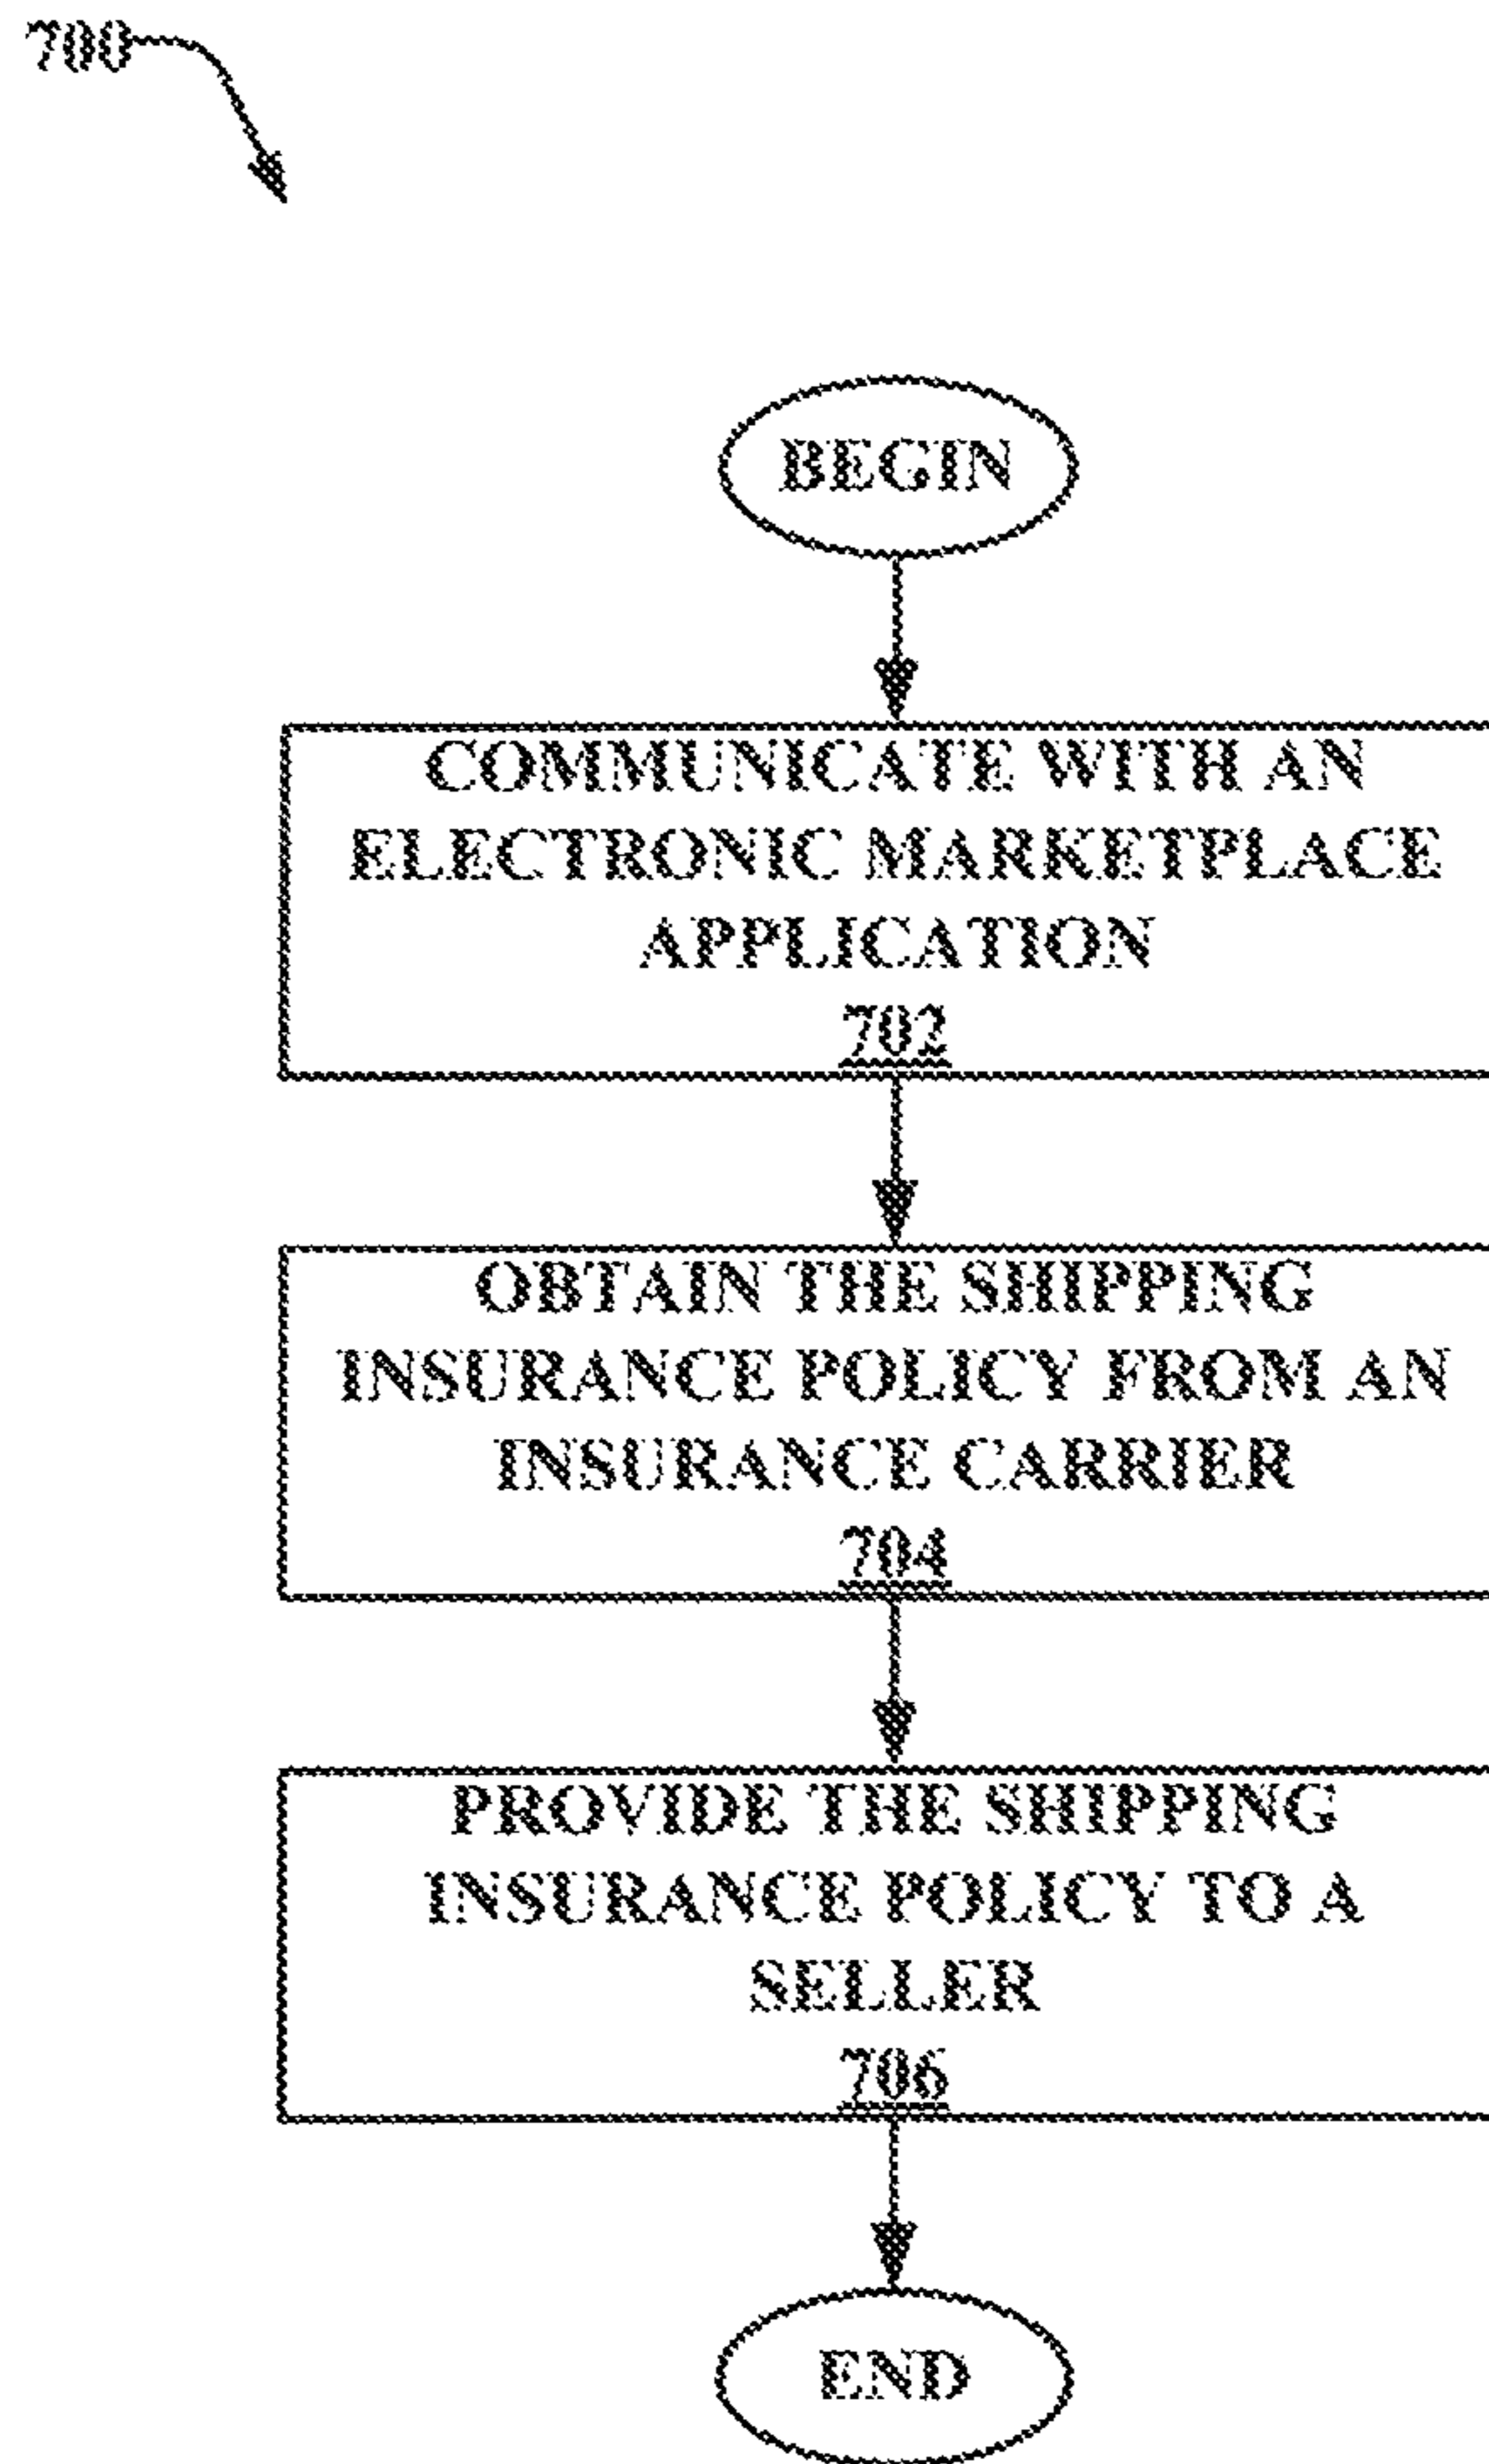 700
BEGIN
COMMUNICATE WITH AN
ELECTRONIC MARKETPLACE
APPLICATION
702
OBTAIN THE SHIPPING
INSURANCE POLICY FROM AN
INSURANCE CARRIER
704
PROVIDE THE SHIPPING
INSURANCE POLICY TO A
SELLER
706
END